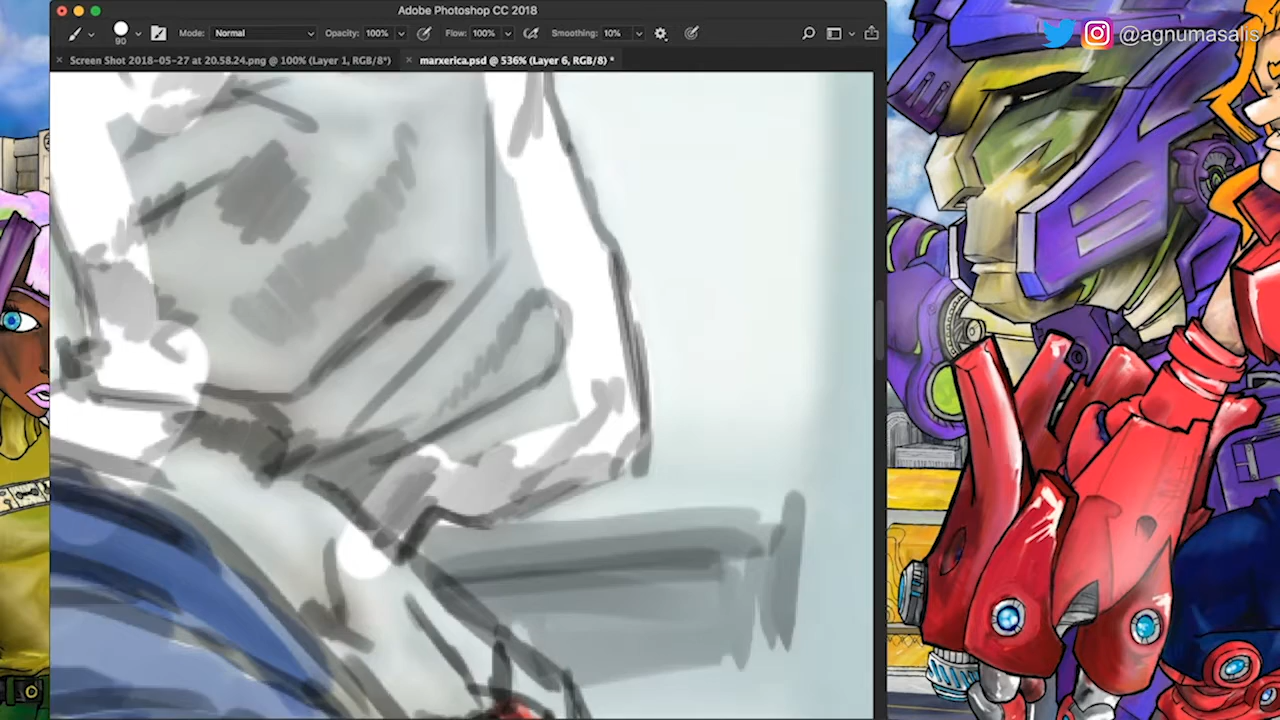 Adobe Photoshop CC 2018
90 Mode: Normal Opacity: 100% Flow: 100% Smoothing: 10%
@agnumasalis
× Screen Shot 2018-05-27 at 20.58.24.png @ 100% (Layer 1, RGB/8*) × marxerica.psd @ 536% (Layer 6, RGB/8) *